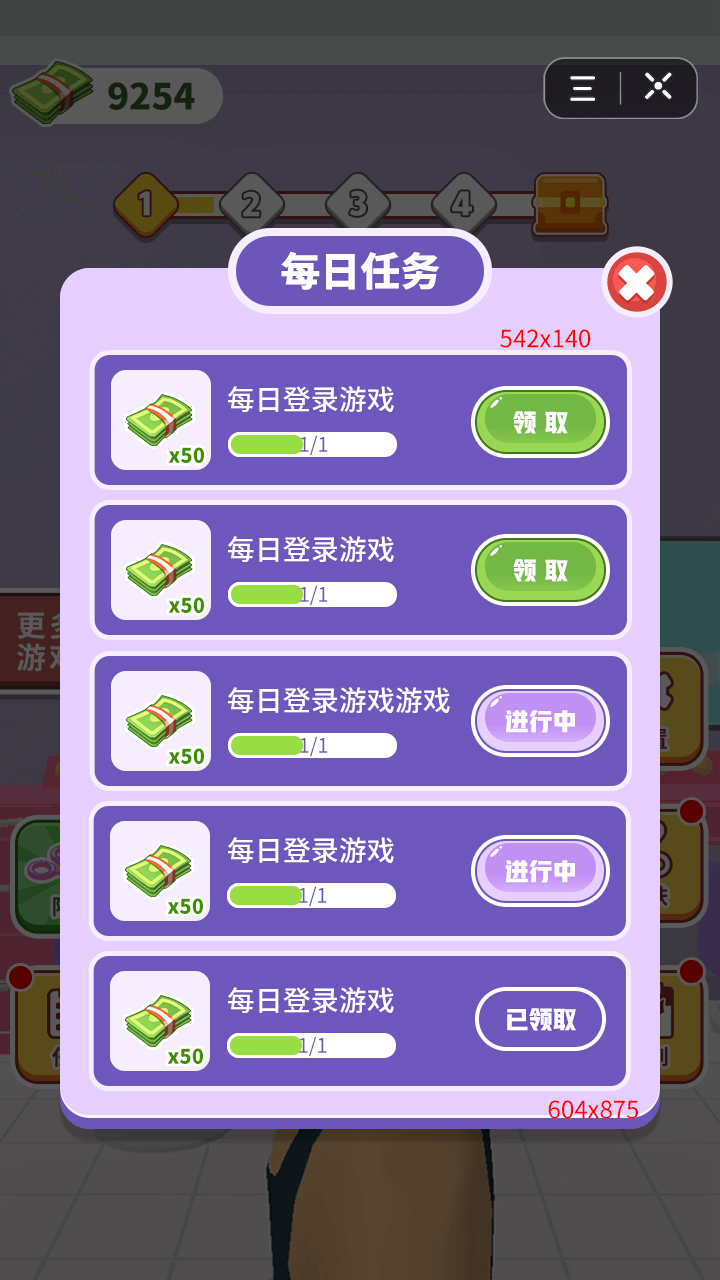 9254
1 2 3 4
每日任务
542x140
每日登录游戏
领取
x50
1/1
每日登录游戏
领取
x50
1/1
更多
游戏
每日登录游戏游戏
进行中
x50
1/1
每日登录游戏
进行中
x50
1/1
每日登录游戏
已领取
x50
1/1
604x875